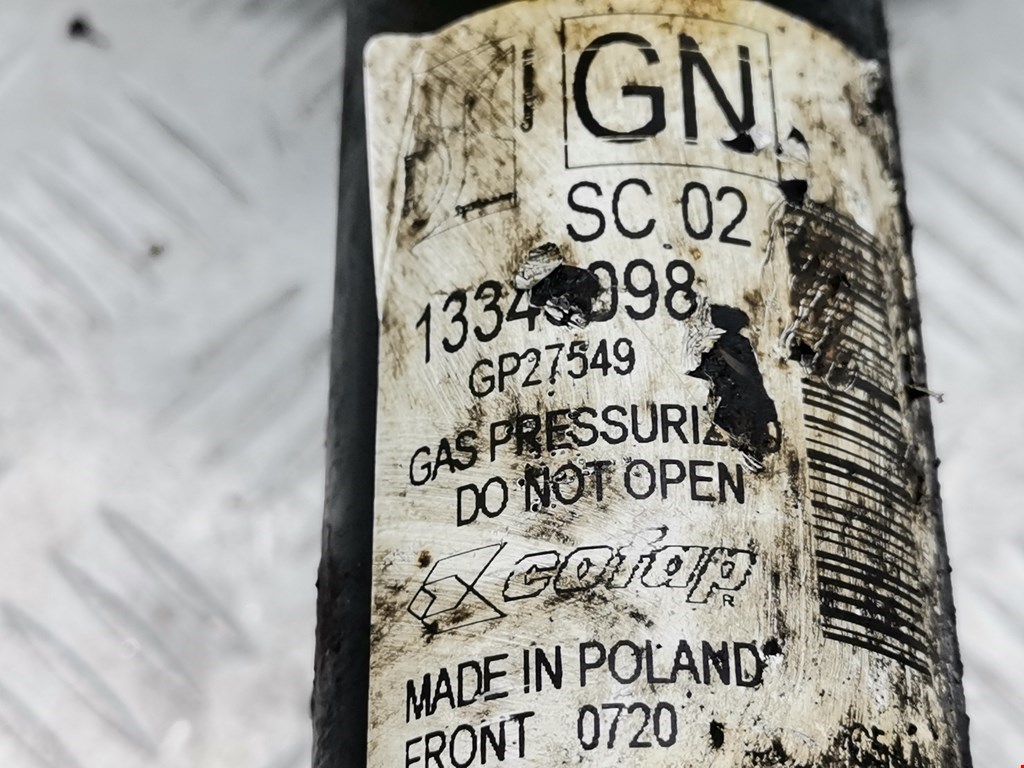 GN
SC 02
GP27549
GAS
DO NOT OPEN
cofap
R
MADE IN POLAND
FRONT 0720